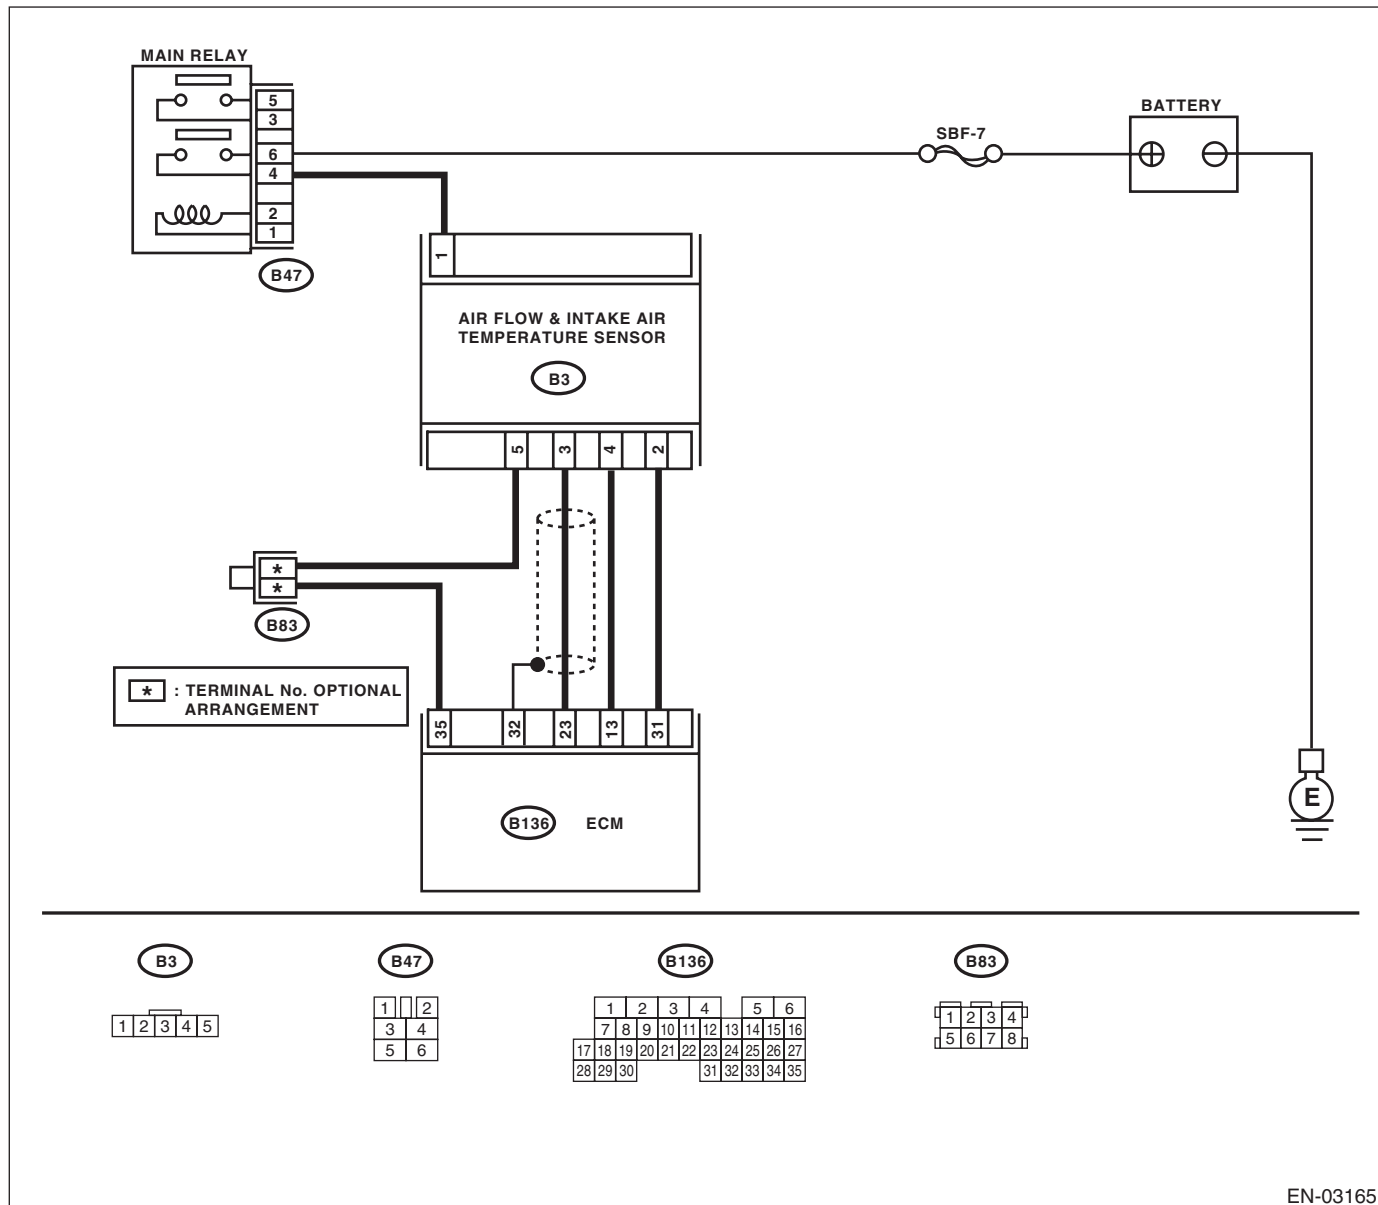 MAIN RELAY
5
3
6
4
2
1
B47
SBF-7
BATTERY
1
AIR FLOW & INTAKE AIR
TEMPERATURE SENSOR
B3
5 3 4 2
*
*
B83
* : TERMINAL No. OPTIONAL
ARRANGEMENT
35 32 23 13 31
B136 ECM
E
B3
1 2 3 4 5
B47
1 2
3 4
5 6
B136
1 2 3 4 5 6
7 8 9 10 11 12 13 14 15 16
17 18 19 20 21 22 23 24 25 26 27
28 29 30 31 32 33 34 35
B83
1 2 3 4
5 6 7 8
EN-03165